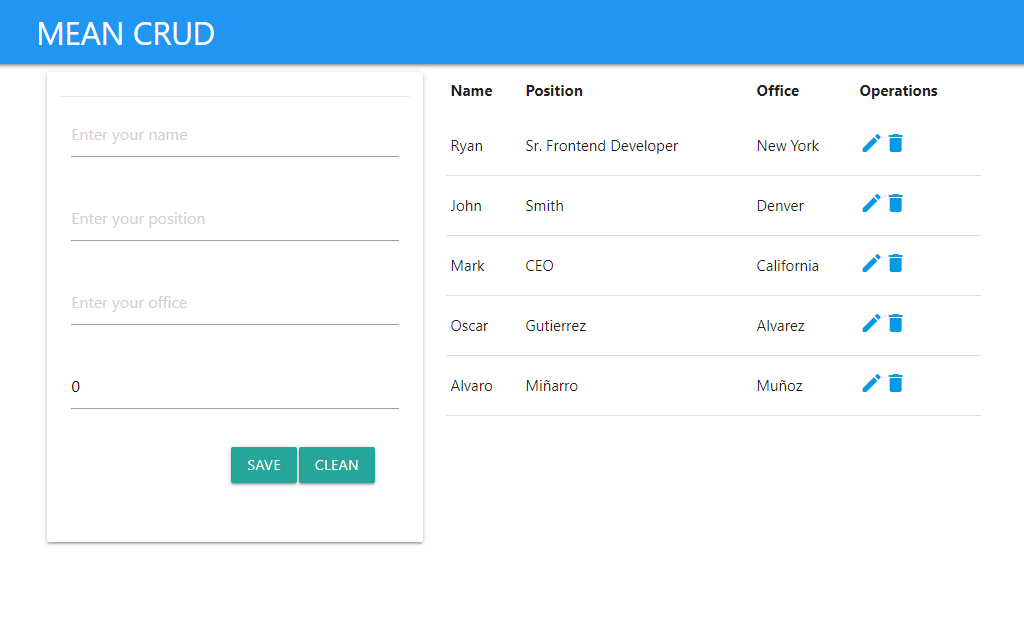 MEAN CRUD
Enter your name
Enter your position
Enter your office
0
SAVE CLEAN
Name Position Office Operations
Ryan Sr. Frontend Developer New York
John Smith Denver
Mark CEO California
Oscar Gutierrez Alvarez
Alvaro Miñarro Muñoz